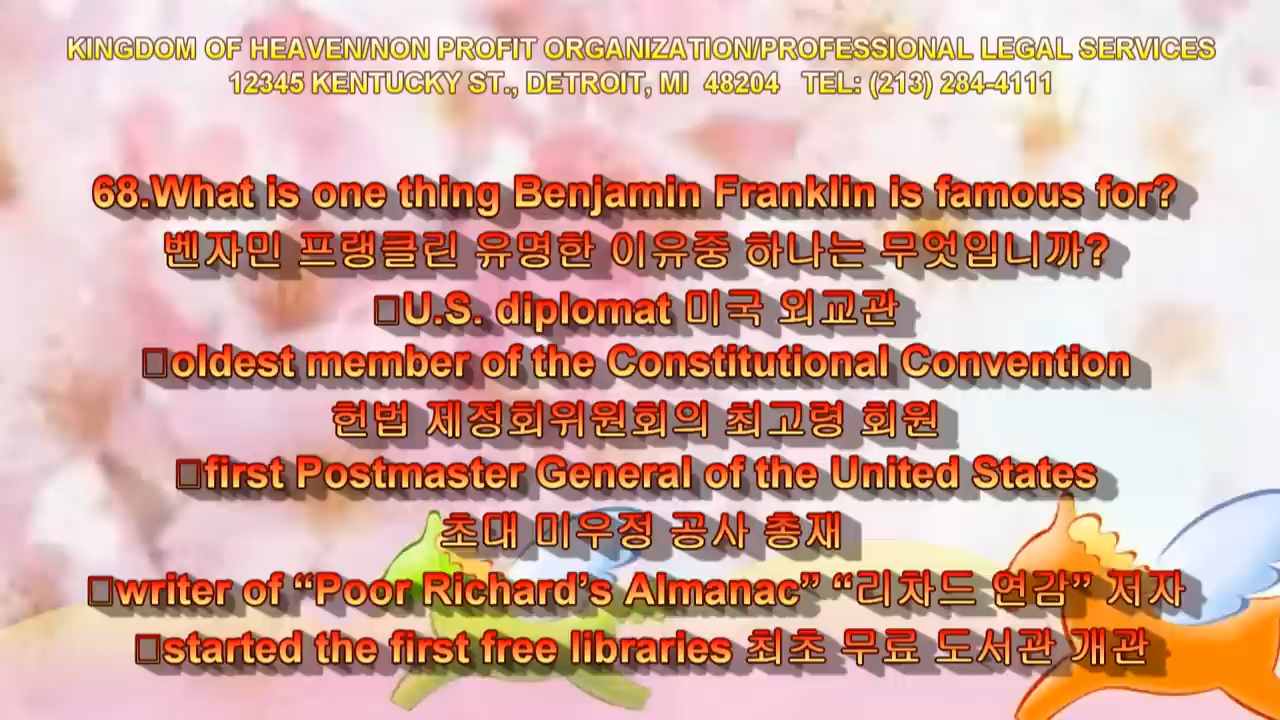 KINGDOM OF HEAVEN/NON PROFIT ORGANIZATION/PROFESSIONAL LEGAL SERVICES
12345 KENTUCKY ST., DETROIT, MI 48204 TEL: (213) 284-4111
68.What is one thing Benjamin Franklin is famous for?
벤자민 프랭클린 유명한 이유중 하나는 무엇입니까?
□U.S. diplomat 미국 외교관
□oldest member of the Constitutional Convention
헌법 제정회위원회의 최고령 회원
□first Postmaster General of the United States
초대 미우정 공사 총재
□writer of “Poor Richard’s Almanac” “리차드 연감” 저자
□started the first free libraries 최초 무료 도서관 개관